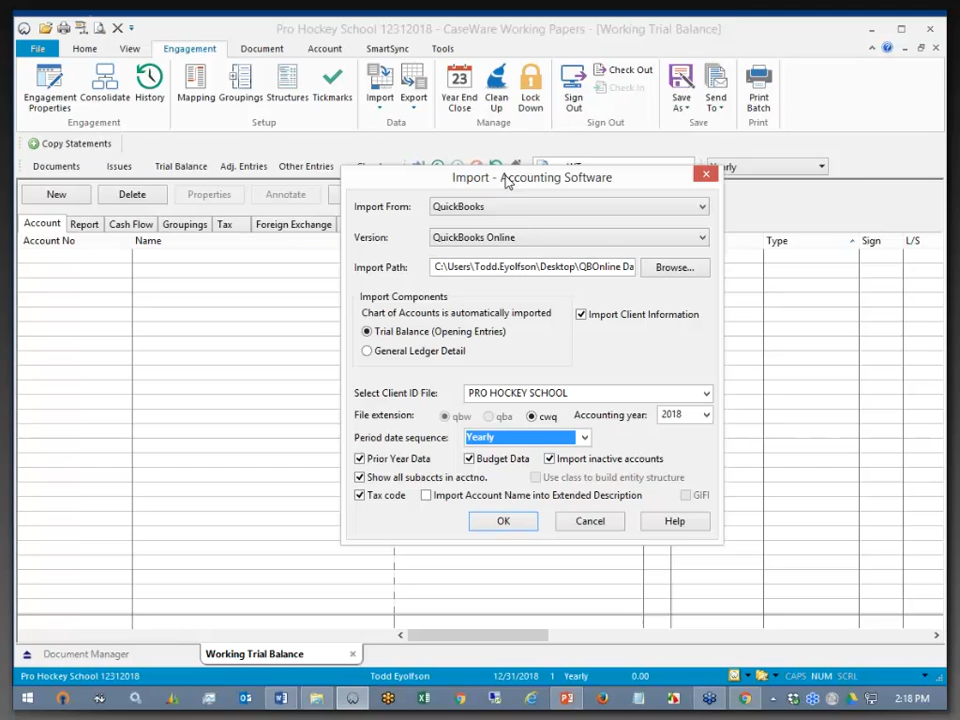 Pro Hockey School 12312018 - CaseWare Working Papers - [Working Trial Balance]
File Home View Engagement Document Account SmartSync Tools
Engagement Properties Consolidate History Mapping Groupings Structures Tickmarks Import Export Year End Close Clean Up Lock Down Sign Out Check Out Check In Save As Send To Print Batch
23
Engagement Setup Data Manage Sign Out Save Print
Copy Statements
Documents Issues Trial Balance Adj. Entries Other Entries
New Delete Properties Annotate
Account Report Cash Flow Groupings Tax Foreign Exchange
Account No Name Type Sign L/S
Import - Accounting Software
Import From: QuickBooks
Version: QuickBooks Online
Import Path: C:\Users\Todd.Eyolfson\Desktop\QBOnline Da Browse...
Import Components
Chart of Accounts is automatically imported Import Client Information
Trial Balance (Opening Entries)
General Ledger Detail
Select Client ID File: PRO HOCKEY SCHOOL
File extension: qbw qba cwq Accounting year: 2018
Period date sequence: Yearly
Prior Year Data Budget Data Import inactive accounts
Show all subaccts in acctno. Use class to build entity structure
Tax code Import Account Name into Extended Description GIFI
OK Cancel Help
Document Manager Working Trial Balance
Pro Hockey School 12312018 Todd Eyolfson 12/31/2018 1 Yearly 0.00 CAPS NUM SCRL
2:18 PM